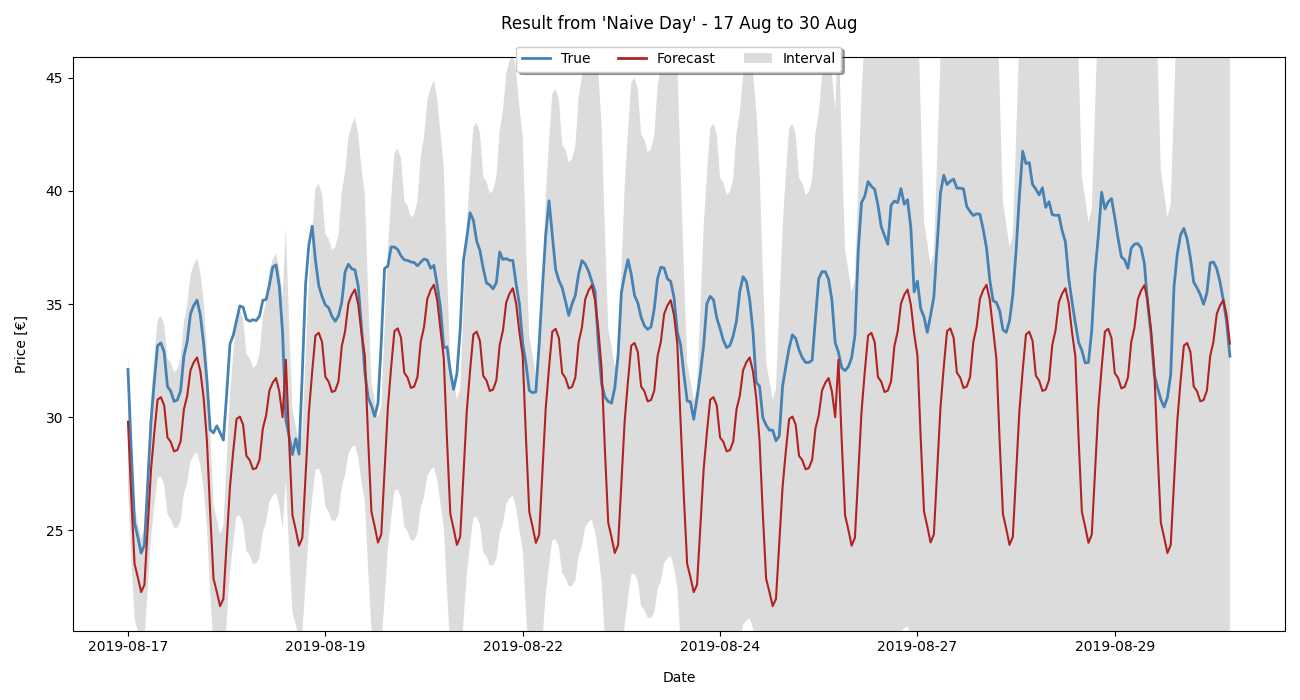 Result from 'Naive Day' - 17 Aug to 30 Aug
True
Forecast
Interval
Price [€]
45
40
35
30
25
2019-08-17
2019-08-19
2019-08-22
2019-08-24
2019-08-27
2019-08-29
Date